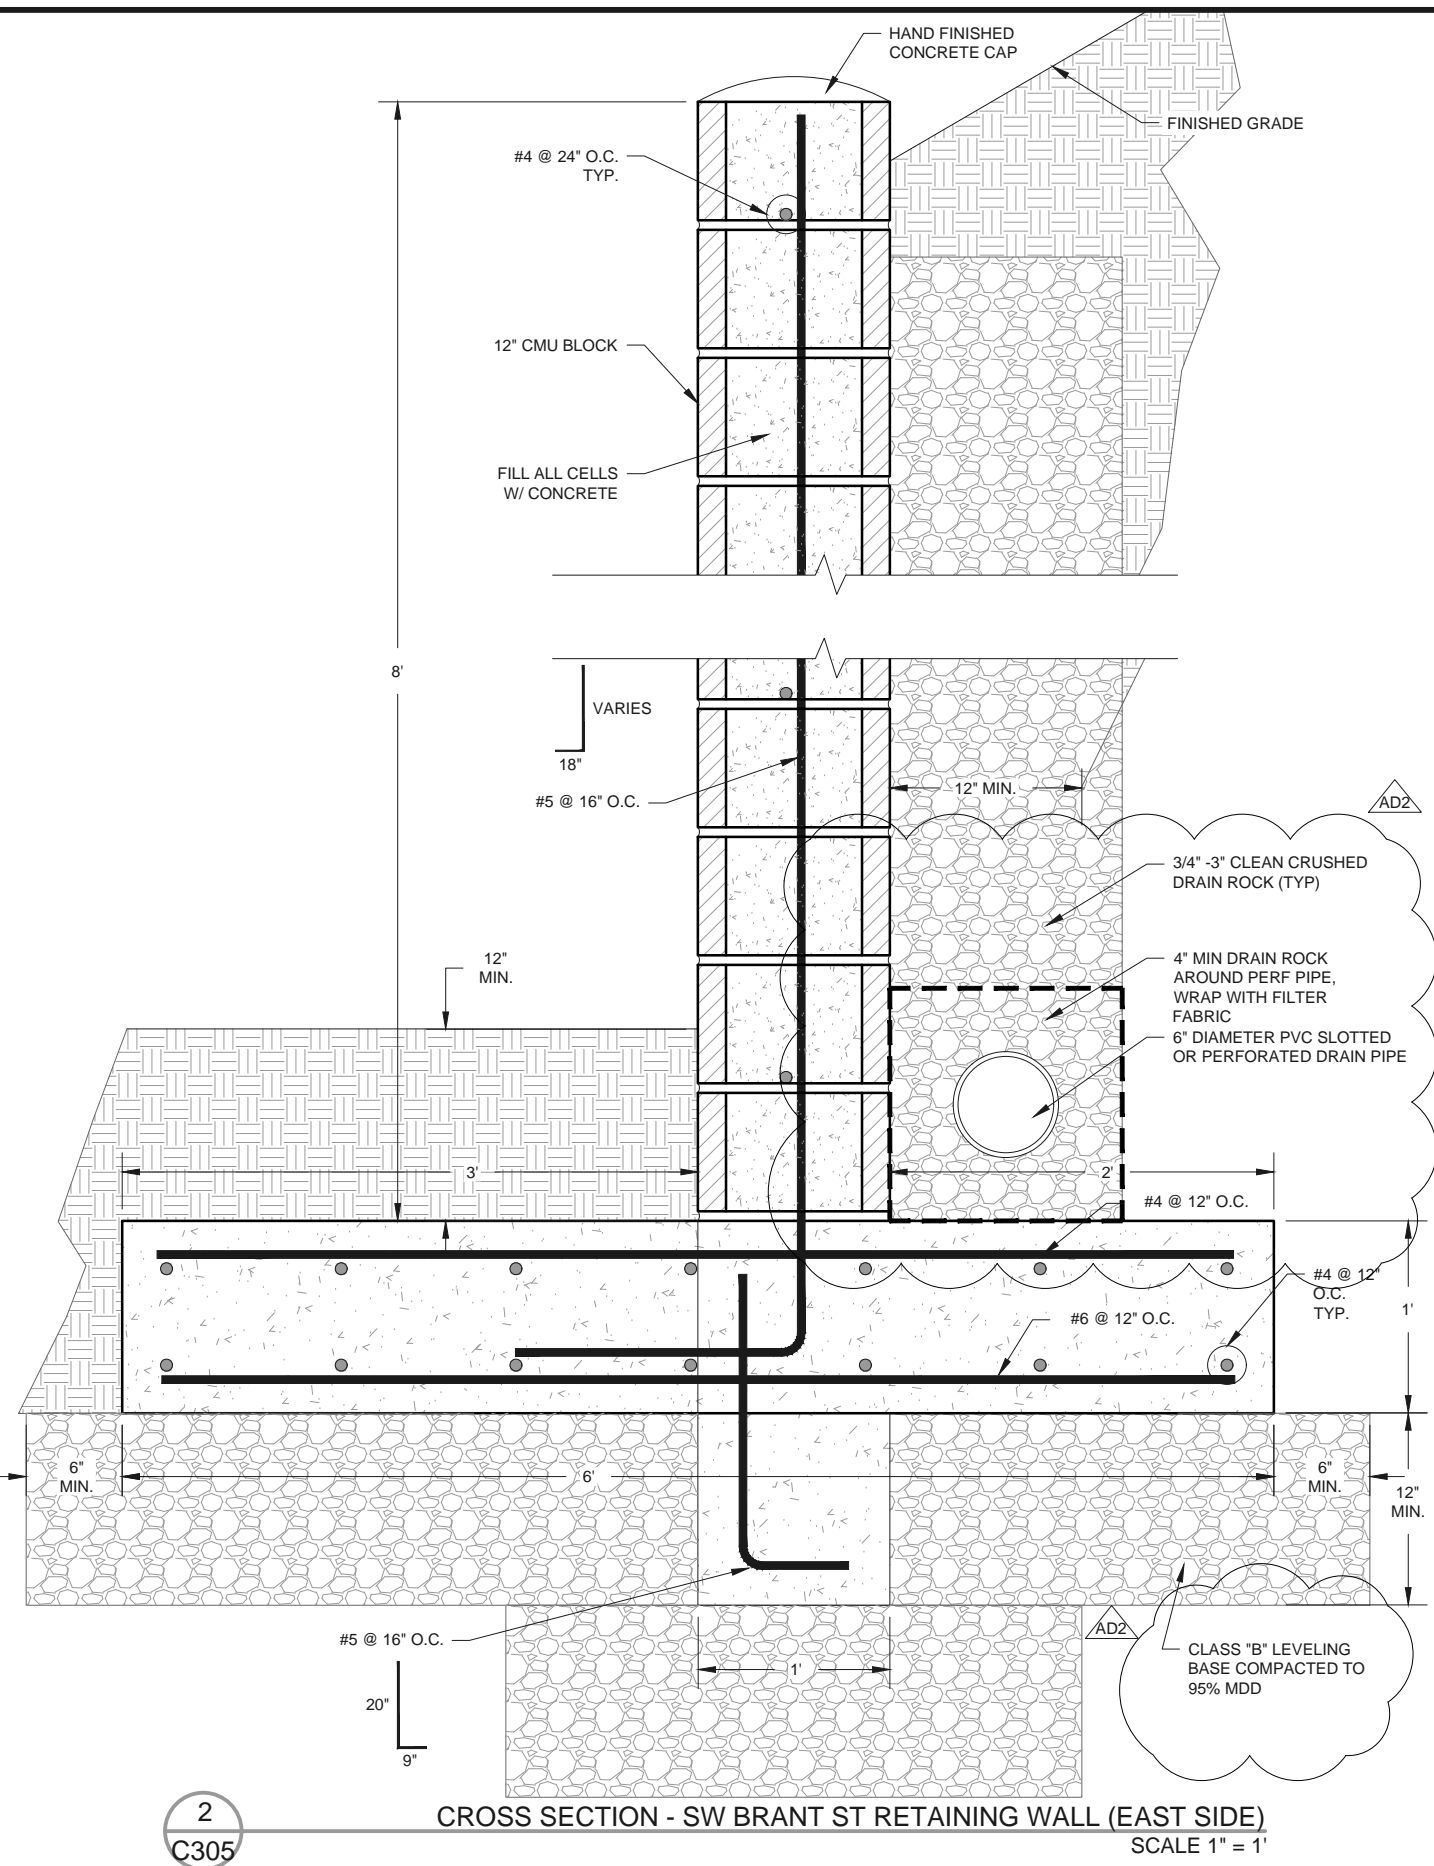 HAND FINISHED
CONCRETE CAP
FINISHED GRADE
#4 @ 24" O.C.
TYP.
12" CMU BLOCK
FILL ALL CELLS
W/ CONCRETE
8'
VARIES
18"
#5 @ 16" O.C.
12" MIN.
AD2
3/4" -3" CLEAN CRUSHED
DRAIN ROCK (TYP)
12"
MIN.
4" MIN DRAIN ROCK
AROUND PERF PIPE,
WRAP WITH FILTER
FABRIC
6" DIAMETER PVC SLOTTED
OR PERFORATED DRAIN PIPE
3'
2'
#4 @ 12" O.C.
#4 @ 12"
O.C.
TYP.
1'
#6 @ 12" O.C.
6"
MIN.
6'
6"
MIN.
12"
MIN.
#5 @ 16" O.C.
20"
9"
1'
AD2
CLASS "B" LEVELING
BASE COMPACTED TO
95% MDD
2
C305
CROSS SECTION - SW BRANT ST RETAINING WALL (EAST SIDE)
SCALE 1" = 1'